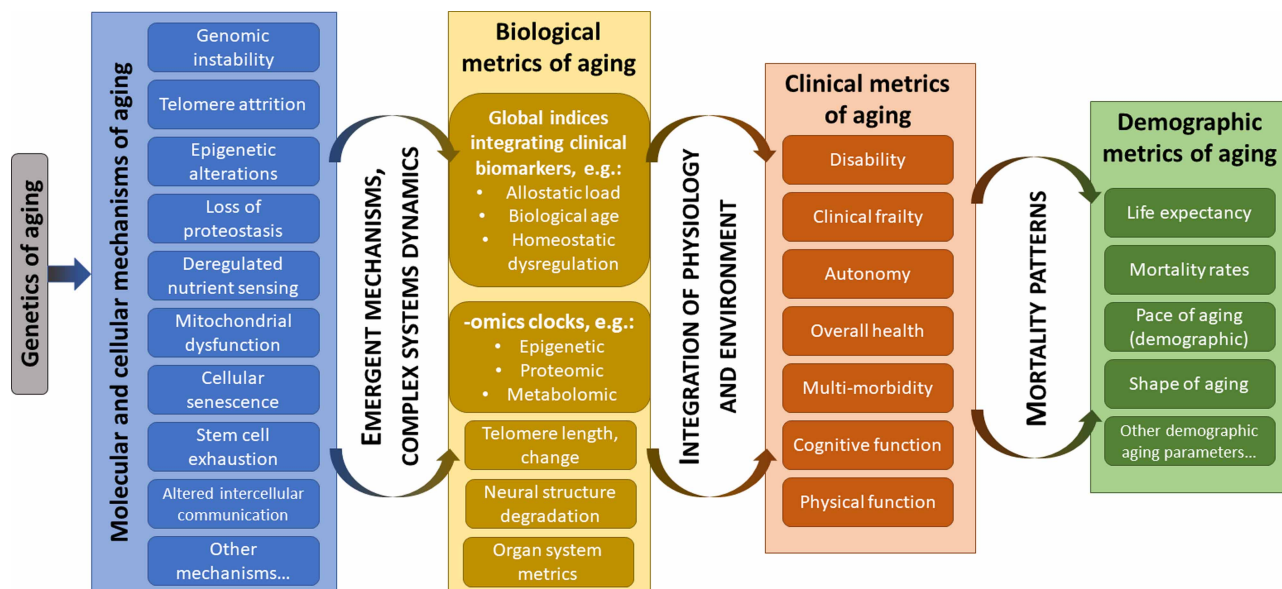 Genetics of aging
Molecular and cellular mechanisms of aging
Genomic
instability
Telomere attrition
Epigenetic
alterations
Loss of
proteostasis
Deregulated
nutrient sensing
Mitochondrial
dysfunction
Cellular
senescence
Stem cell
exhaustion
Altered intercellular
communication
Other
mechanisms...
EMERGENT MECHANISMS,
COMPLEX SYSTEMS DYNAMICS
Biological
metrics of aging
Global indices
integrating clinical
biomarkers, e.g.:
• Allostatic load
• Biological age
• Homeostatic
dysregulation
-omics clocks, e.g.:
• Epigenetic
• Proteomic
• Metabolomic
Telomere length,
change
Neural structure
degradation
Organ system
metrics
INTEGRATION OF PHYSIOLOGY
AND ENVIRONMENT
Clinical metrics
of aging
Disability
Clinical frailty
Autonomy
Overall health
Multi-morbidity
Cognitive function
Physical function
MORTALITY PATTERNS
Demographic
metrics of aging
Life expectancy
Mortality rates
Pace of aging
(demographic)
Shape of aging
Other demographic
aging parameters...